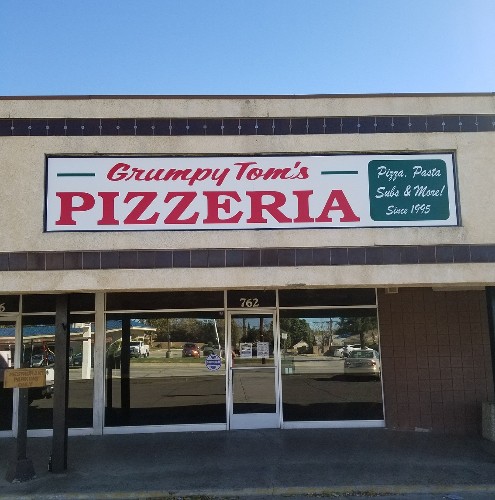 Grumpy Tom's
PIZZERIA
Pizza, Pasta
Subs & More!
Since 1995
762